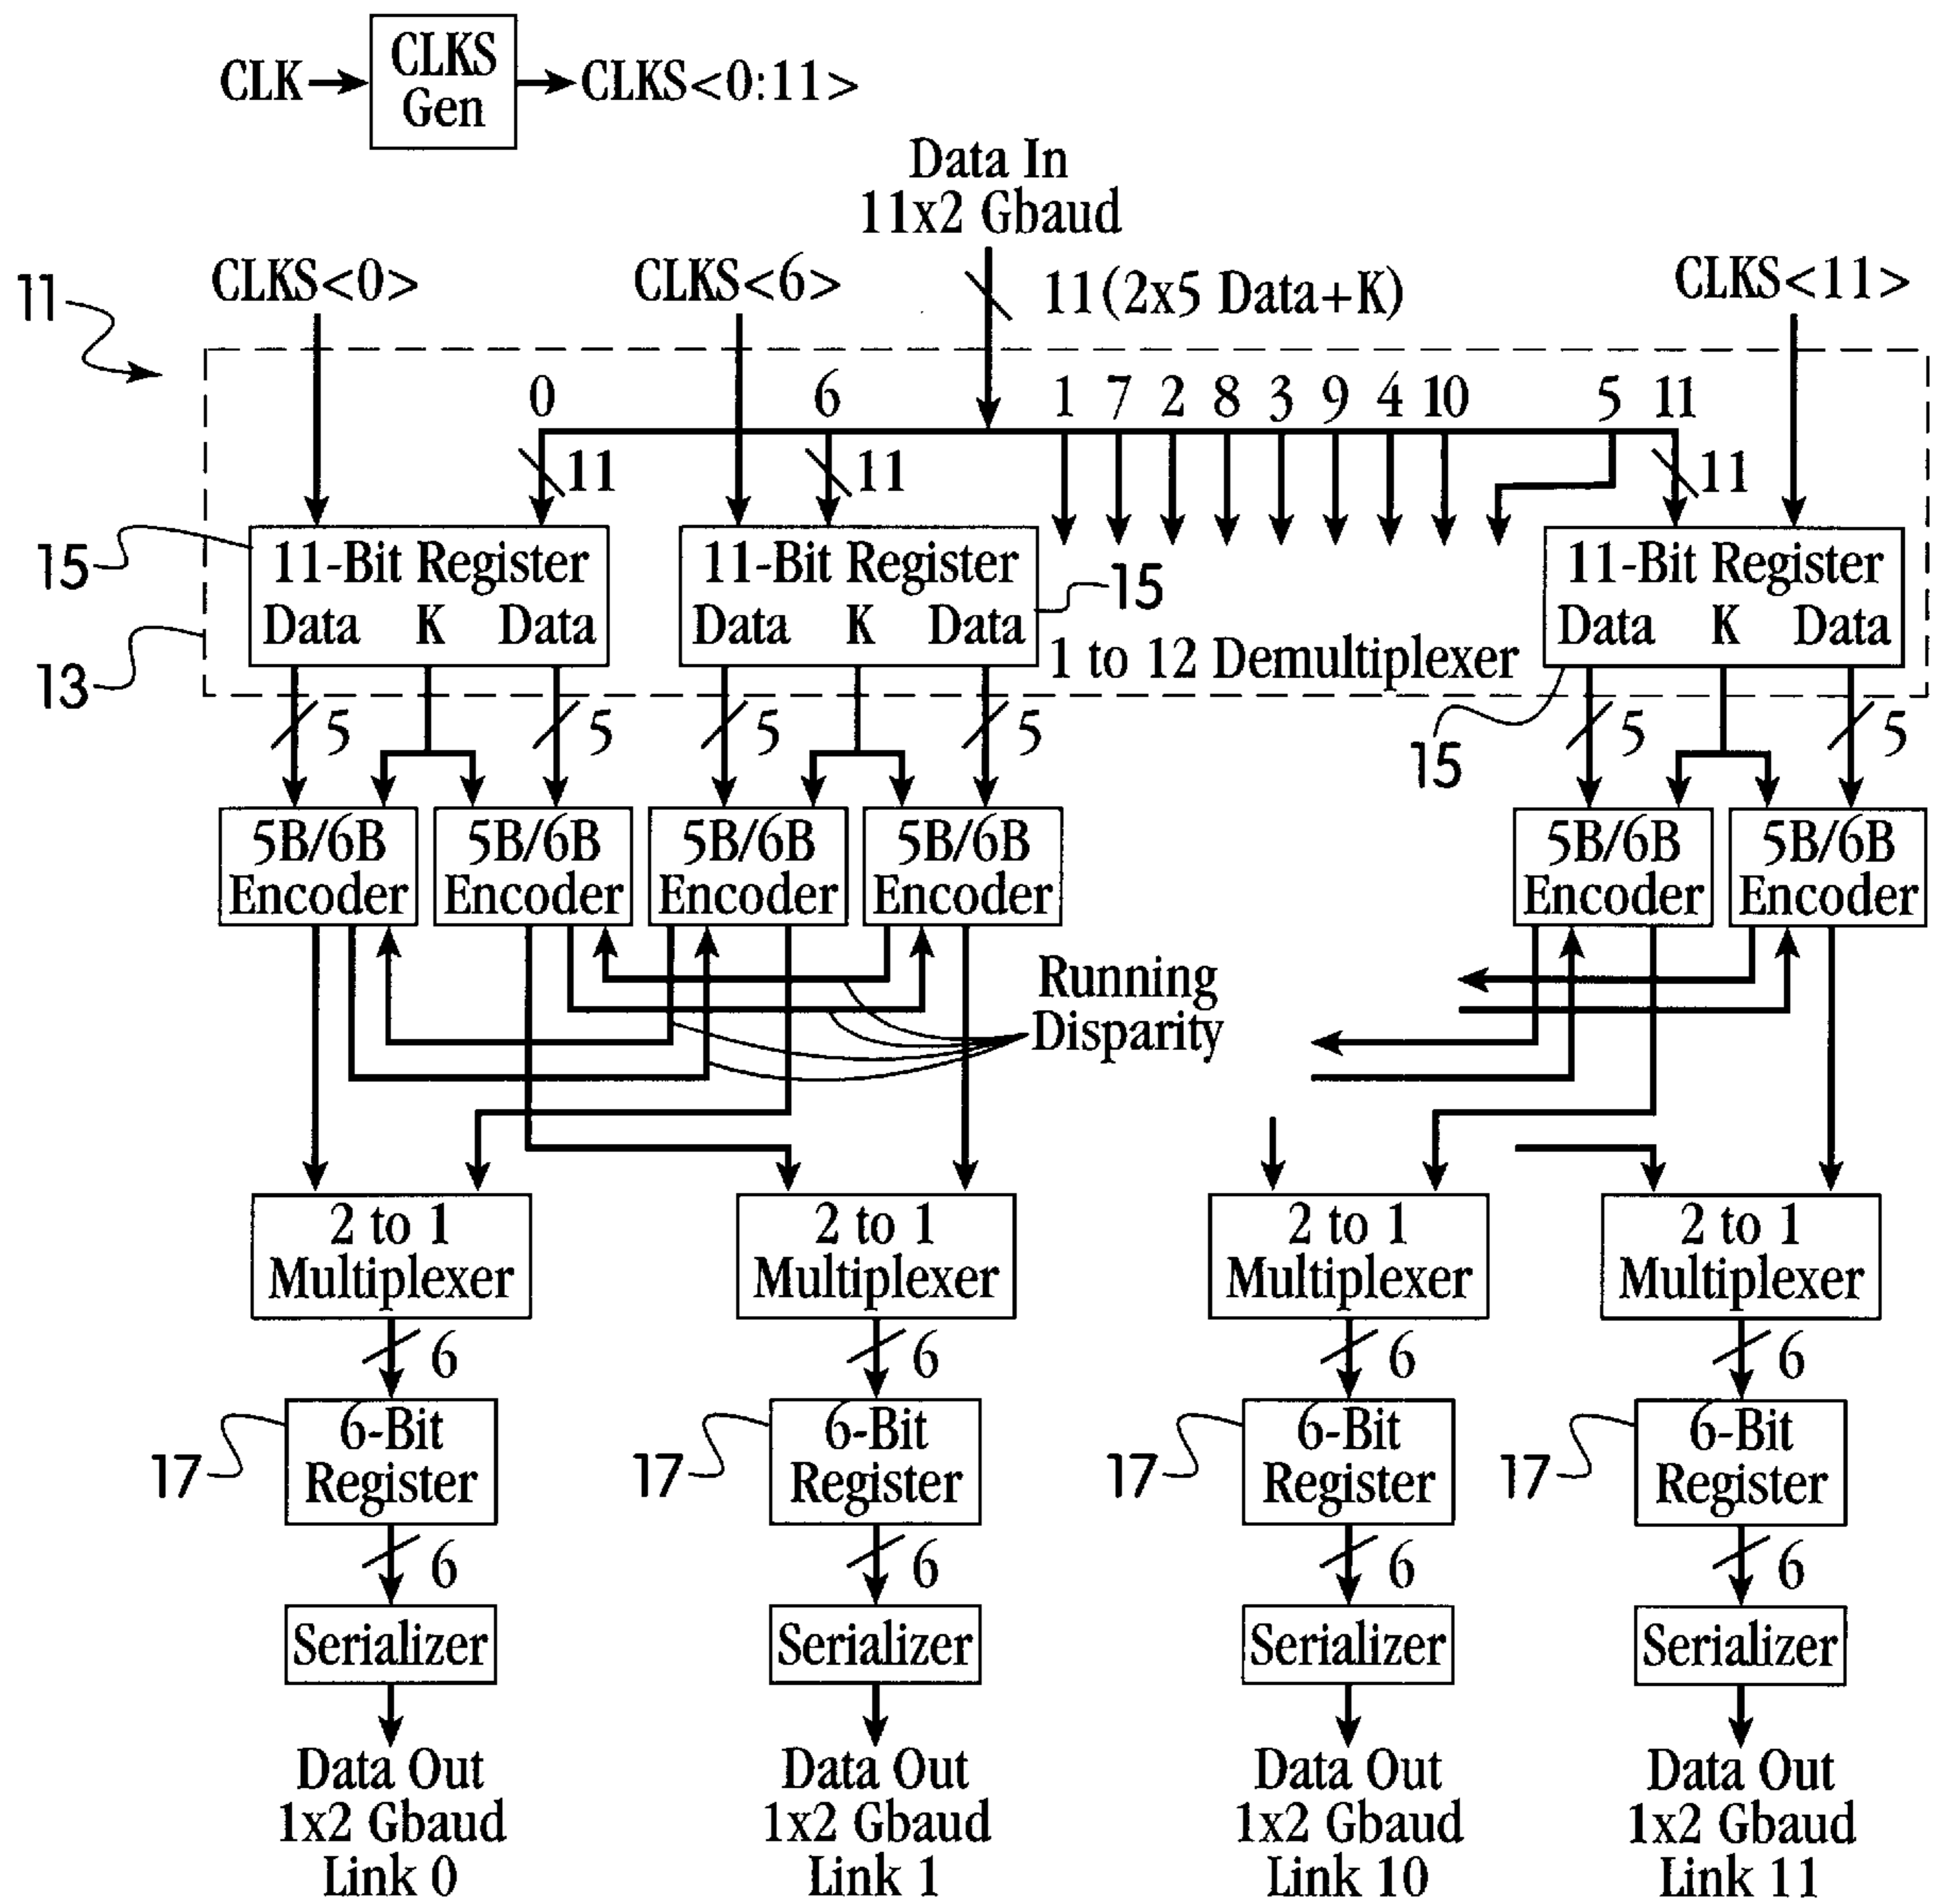 CLK
CLKS
Gen
CLKS<0:11>
Data In
11x2 Gbaud
11
CLKS<0>
CLKS<6>
11(2x5 Data+K)
CLKS<11>
0
6
1
7
2
8
3
9
4
10
5
11
11
11
11
15
11-Bit Register
Data K Data
11-Bit Register
Data K Data
15
11-Bit Register
Data K Data
13
1 to 12 Demultiplexer
5
5
5
5
15
5
5
5B/6B
Encoder
5B/6B
Encoder
5B/6B
Encoder
5B/6B
Encoder
5B/6B
Encoder
5B/6B
Encoder
Running
Disparity
2 to 1
Multiplexer
2 to 1
Multiplexer
2 to 1
Multiplexer
2 to 1
Multiplexer
6
6
6
6
17
6-Bit
Register
17
6-Bit
Register
17
6-Bit
Register
17
6-Bit
Register
6
6
6
6
Serializer
Serializer
Serializer
Serializer
Data Out
1x2 Gbaud
Link 0
Data Out
1x2 Gbaud
Link 1
Data Out
1x2 Gbaud
Link 10
Data Out
1x2 Gbaud
Link 11